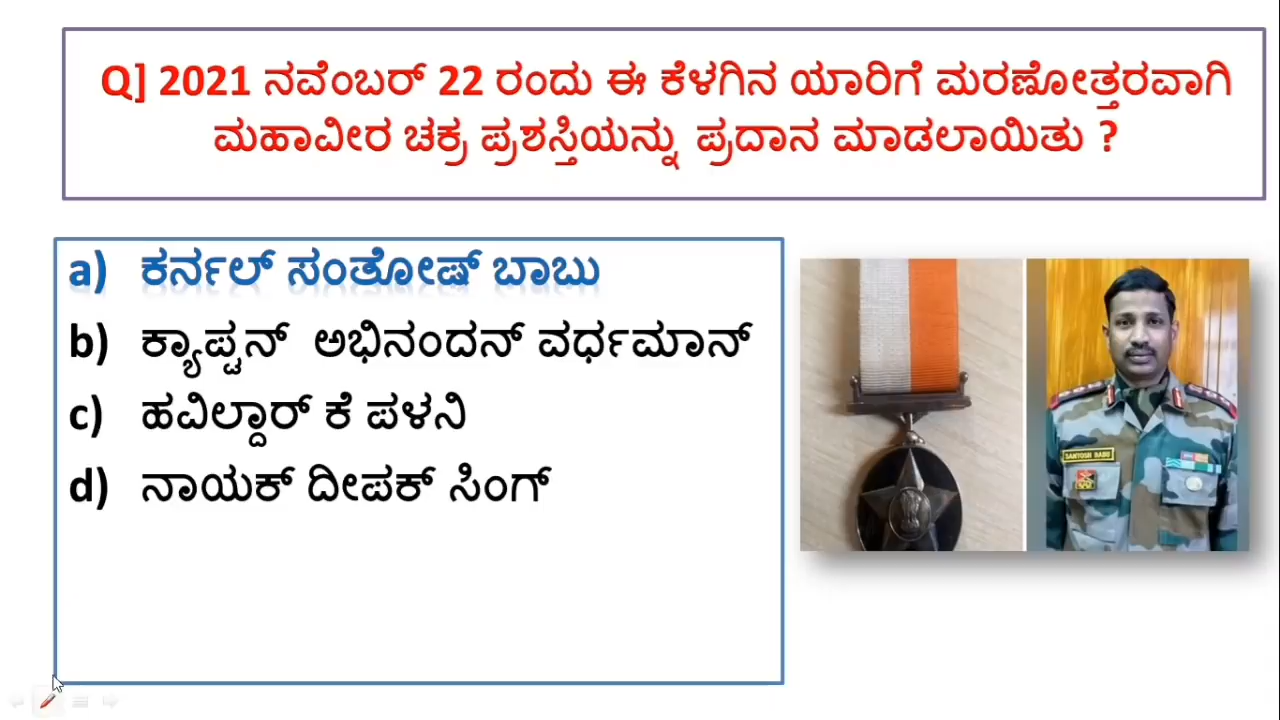 Q] 2021 ನವೆಂಬರ್ 22 ರಂದು ಈ ಕೆಳಗಿನ ಯಾರಿಗೆ ಮರಣೋತ್ತರವಾಗಿ
ಮಹಾವೀರ ಚಕ್ರ ಪ್ರಶಸ್ತಿಯನ್ನು ಪ್ರದಾನ ಮಾಡಲಾಯಿತು ?
a) ಕರ್ನಲ್ ಸಂತೋಷ್ ಬಾಬು
b) ಕ್ಯಾಪ್ಟನ್ ಅಭಿನಂದನ್ ವರ್ಧಮಾನ್
c) ಹವಿಲ್ದಾರ್ ಕೆ ಪಳನಿ
d) ನಾಯಕ್ ದೀಪಕ್ ಸಿಂಗ್
SANTOSH BABU